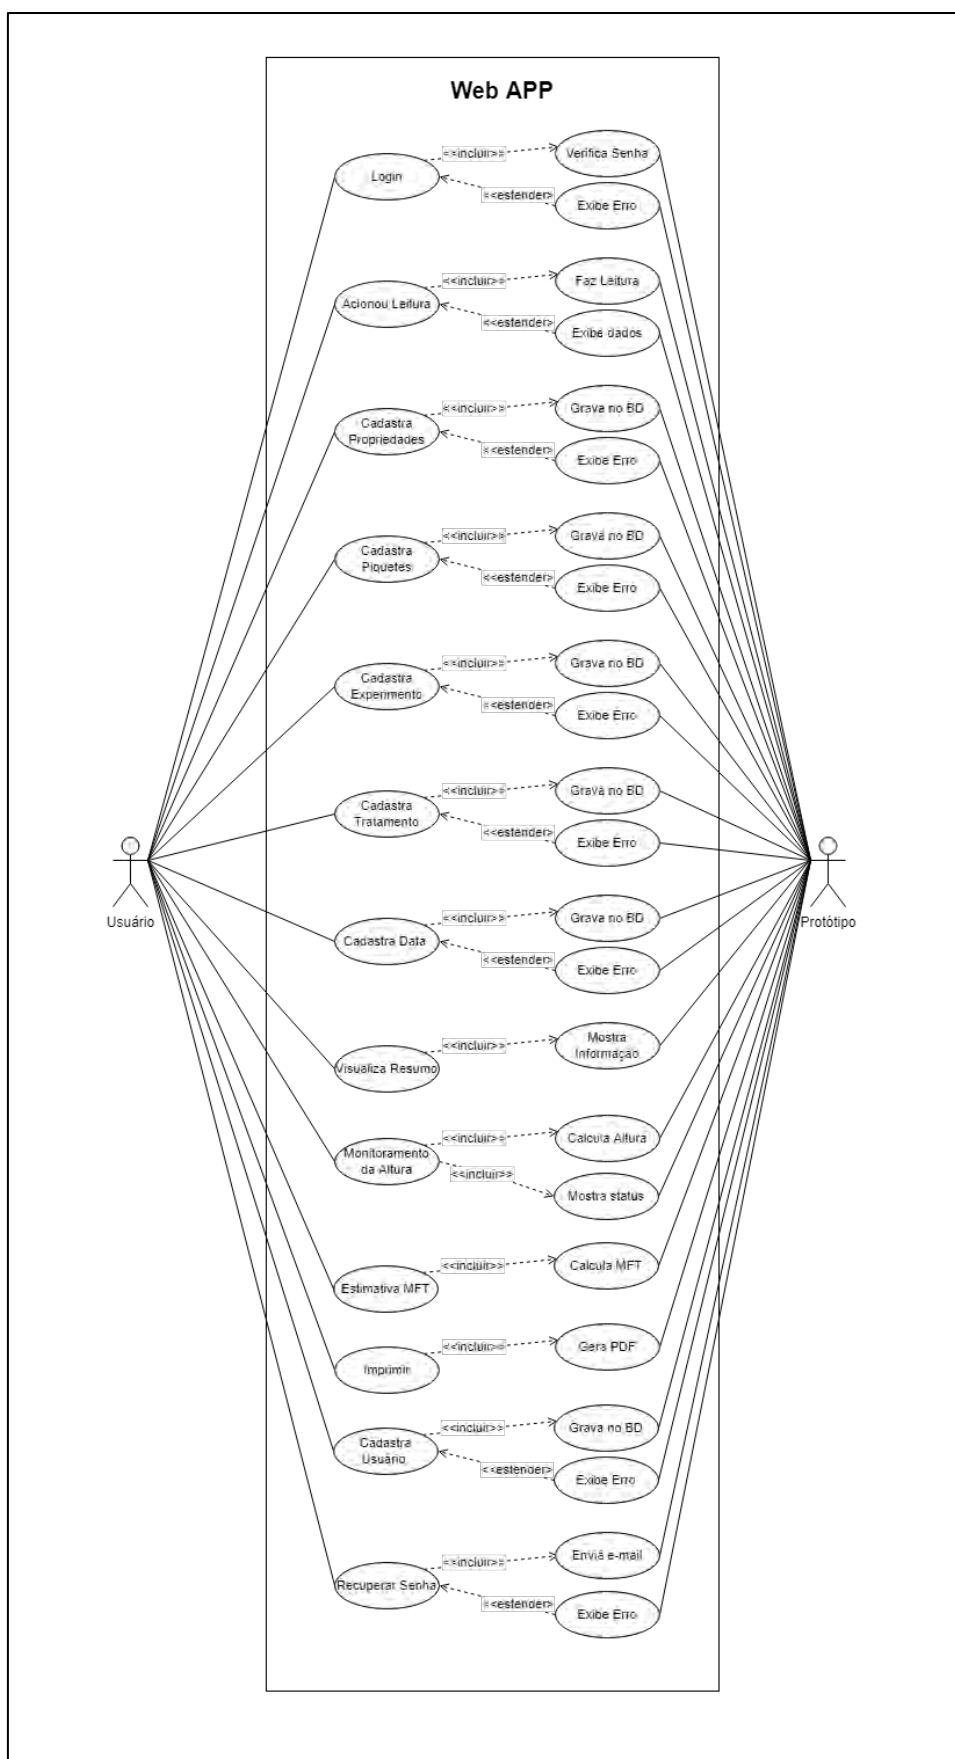 Web APP
<<incluir>>
Verifica Senha
Login
<<estender>>
Exibe Erro
<<incluir>>
Faz Leitura
Acionou Leitura
<<estender>>
Exibe dados
<<incluir>>
Grava no BD
Cadastra
Propriedades
<<estender>>
Exibe Erro
<<incluir>>
Grava no BD
Cadastra
Piquetes
<<estender>>
Exibe Erro
<<incluir>>
Grava no BD
Cadastra
Experimento
<<estender>>
Exibe Erro
<<incluir>>
Grava no BD
Cadastra
Tratamento
<<estender>>
Exibe Erro
Usuário
Protótipo
<<incluir>>
Grava no BD
Cadastra Data
<<estender>>
Exibe Erro
<<incluir>>
Mostra
Informação
Visualiza Resumo
<<incluir>>
Calcula Altura
Monitoramento
da Altura
<<incluir>>
Mostra status
<<incluir>>
Calcula MFT
Estimativa MFT
<<incluir>>
Gera PDF
Imprimir
<<incluir>>
Grava no BD
Cadastra
Usuário
<<estender>>
Exibe Erro
<<incluir>>
Envia e-mail
Recuperar Senha
<<estender>>
Exibe Erro